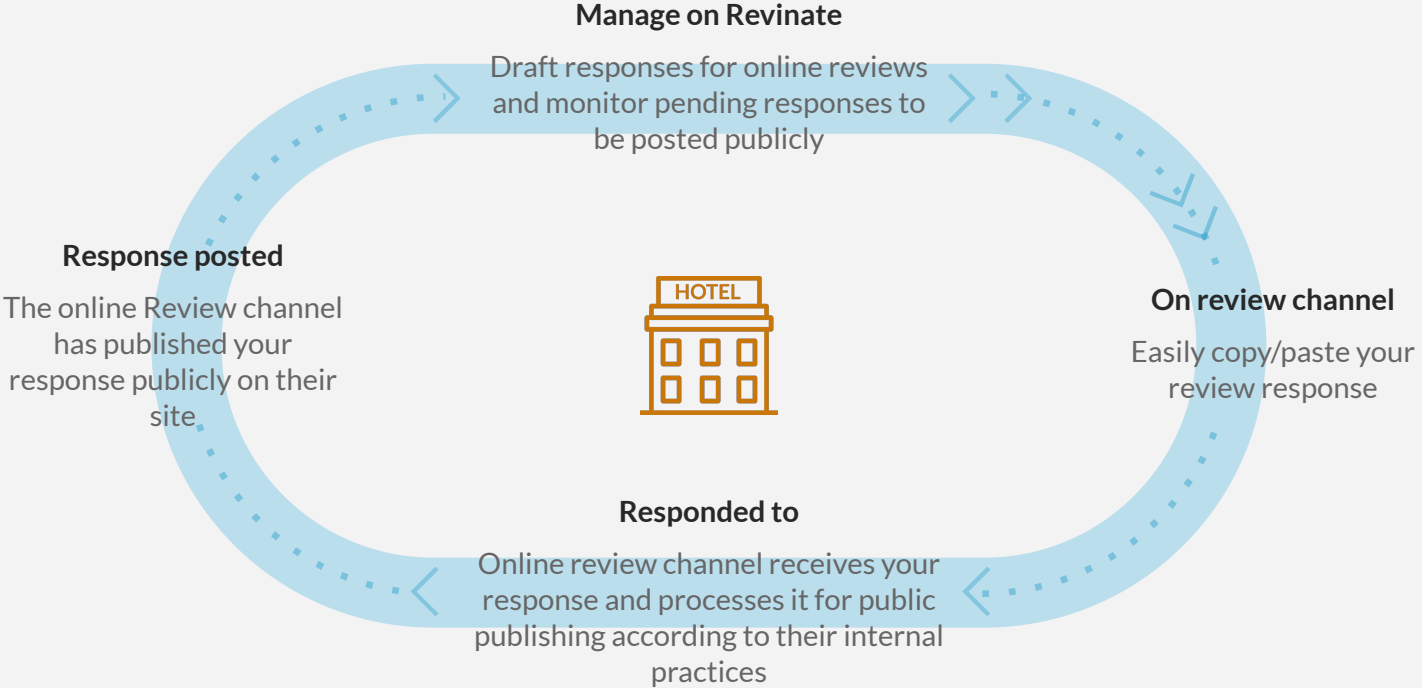 Manage on Revinate
Draft responses for online reviews
and monitor pending responses to
be posted publicly
On review channel
Easily copy/paste your
review response
Responded to
Online review channel receives your
response and processes it for public
publishing according to their internal
practices
Response posted
The online Review channel
has published your
response publicly on their
site
HOTEL